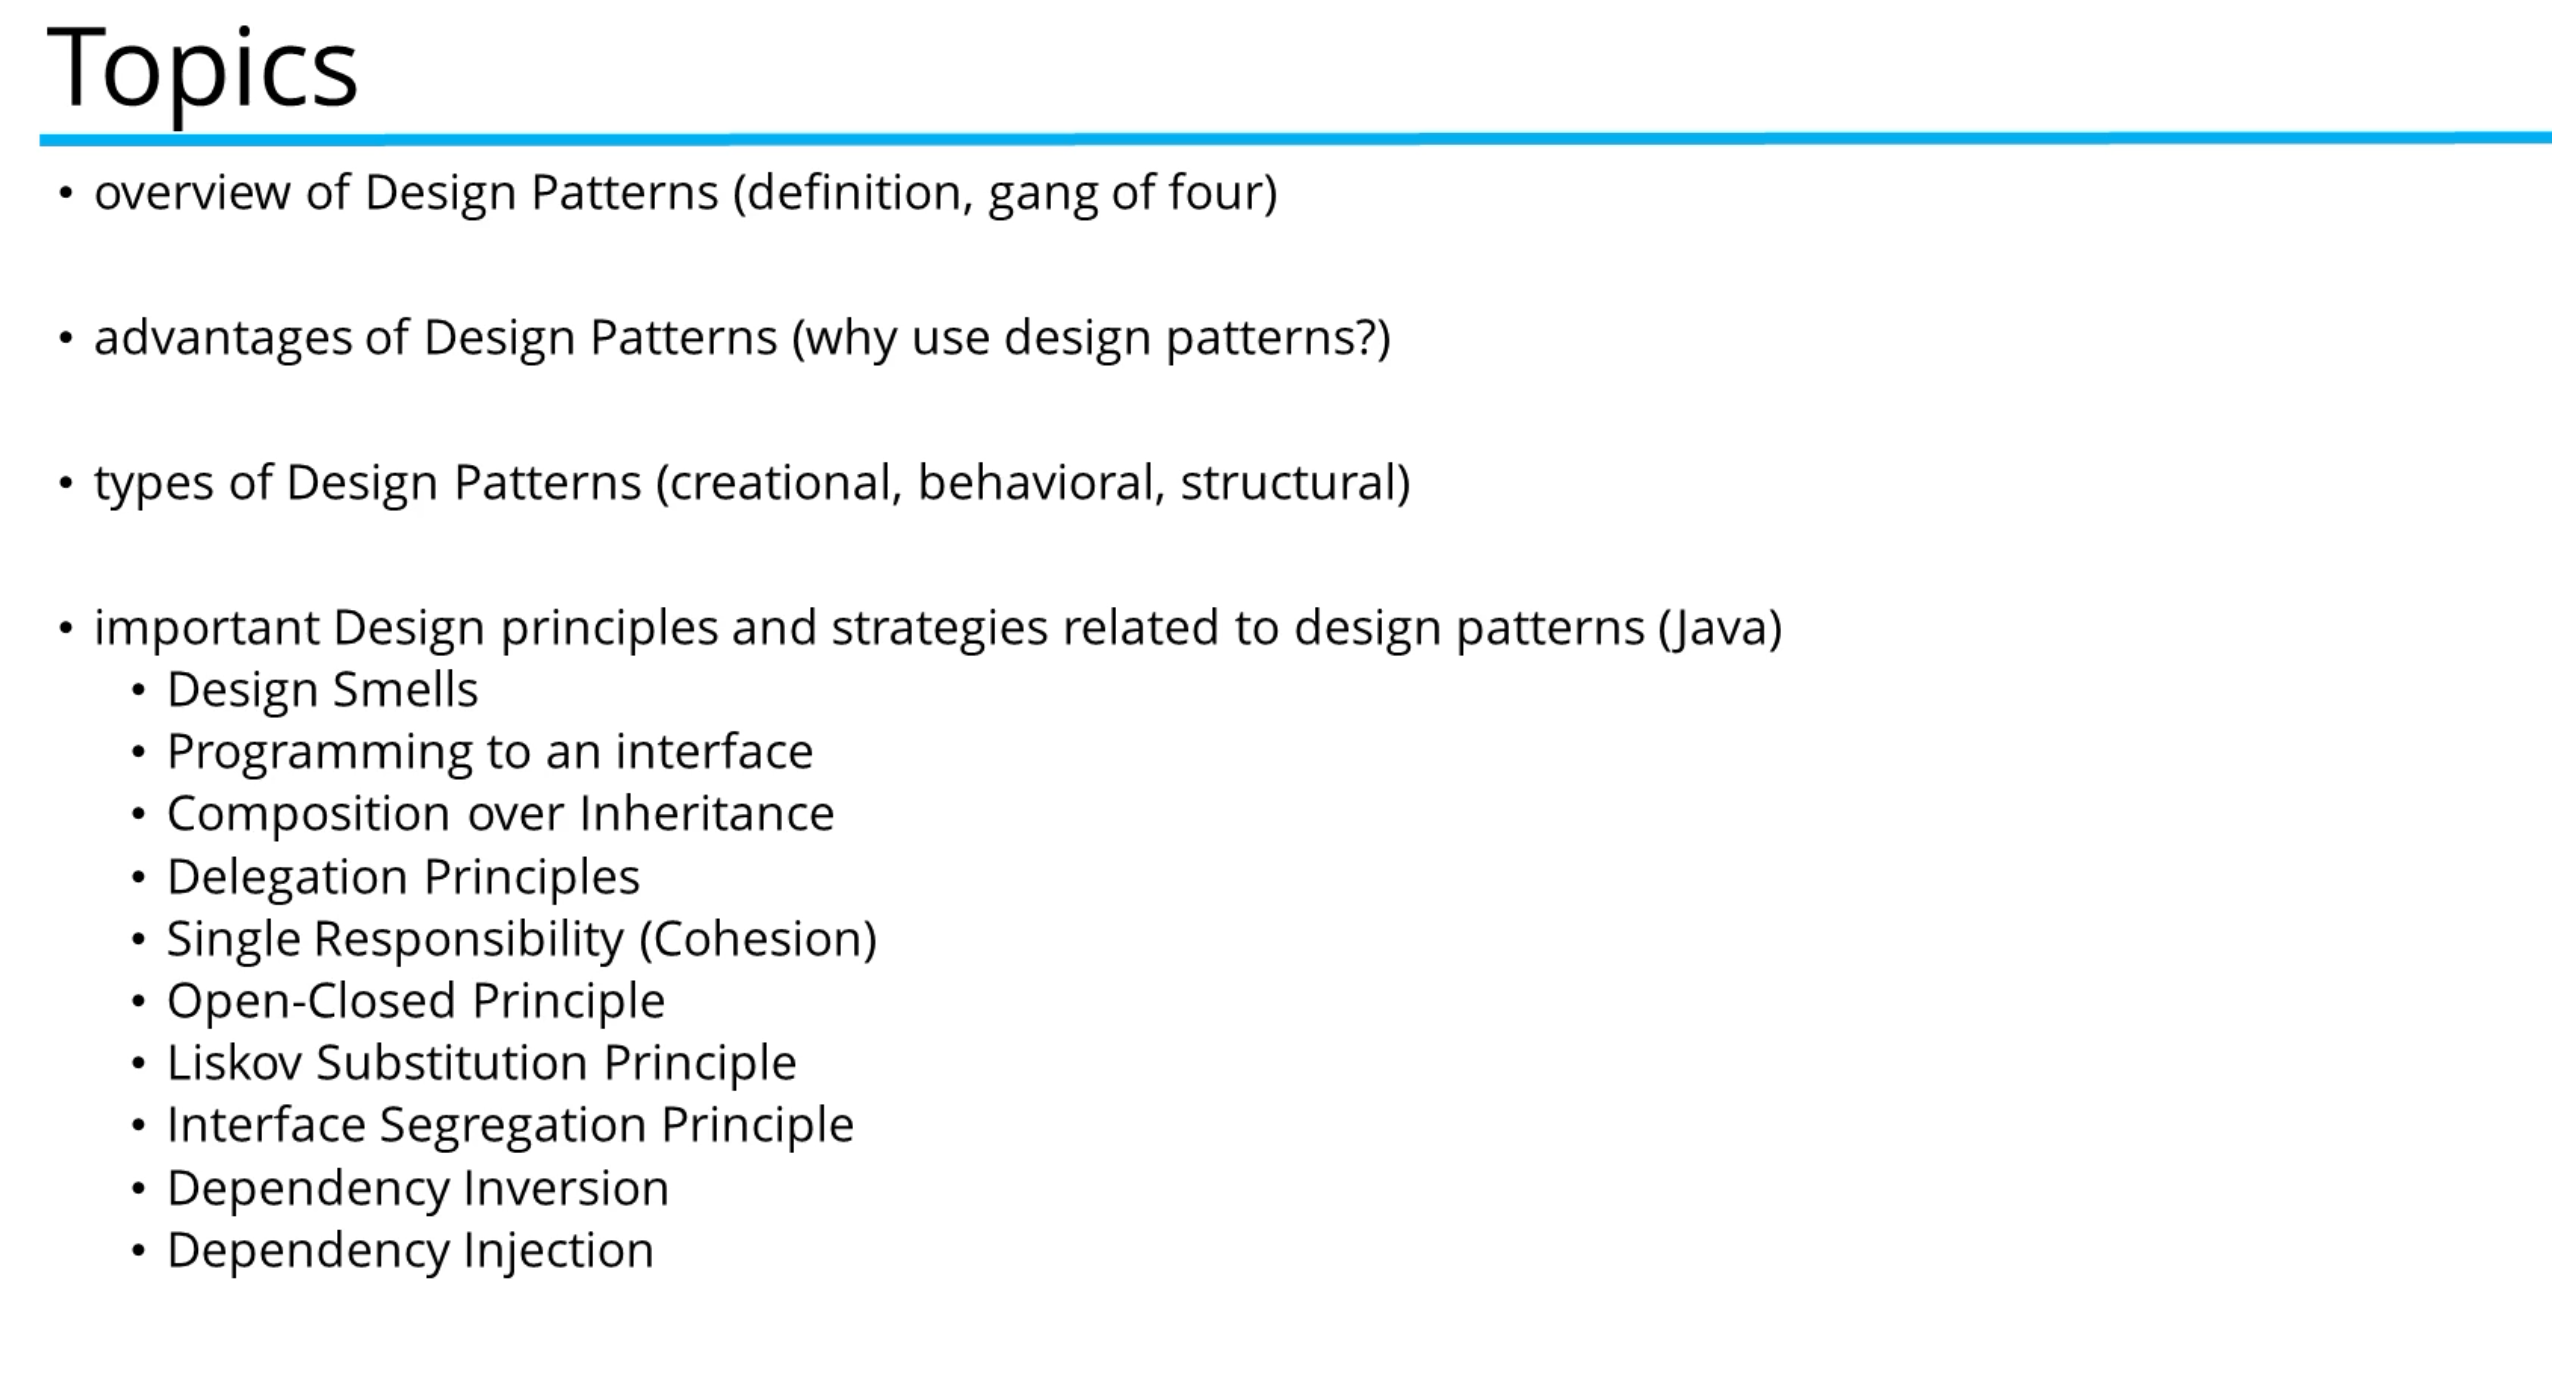 Topics
• overview of Design Patterns (definition, gang of four)
• advantages of Design Patterns (why use design patterns?)
• types of Design Patterns (creational, behavioral, structural)
• important Design principles and strategies related to design patterns (Java)
• Design Smells
• Programming to an interface
• Composition over Inheritance
• Delegation Principles
• Single Responsibility (Cohesion)
• Open-Closed Principle
• Liskov Substitution Principle
• Interface Segregation Principle
• Dependency Inversion
• Dependency Injection